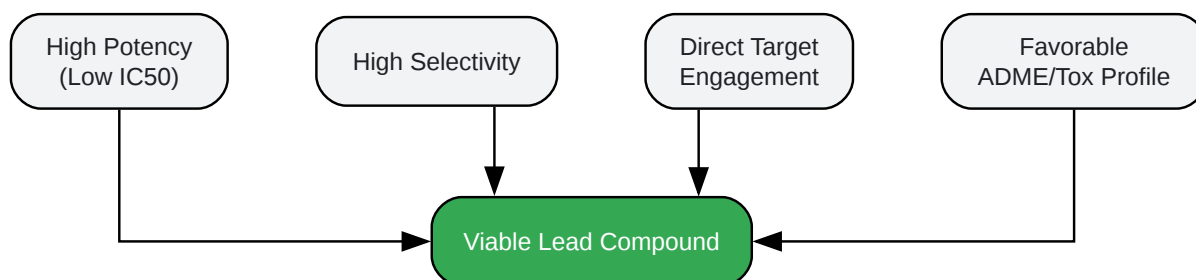 High Potency
(Low IC50)
High Selectivity
Direct Target
Engagement
Favorable
ADME/Tox Profile
Viable Lead Compound